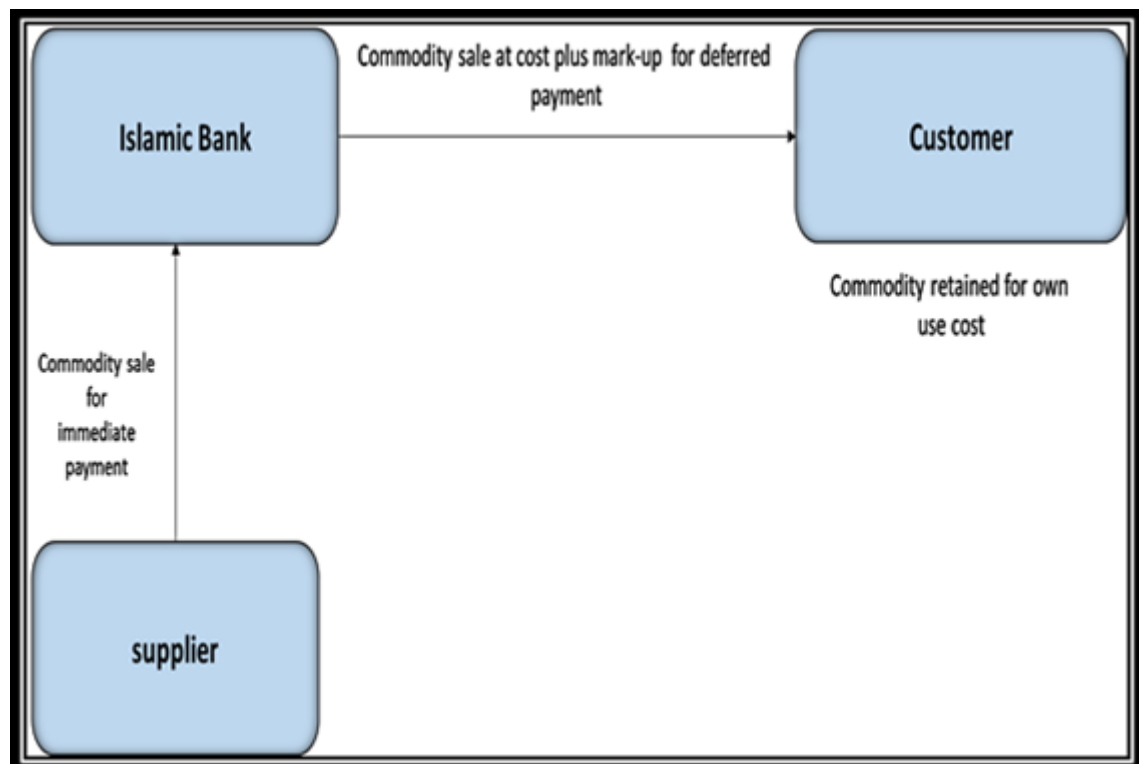 Commodity sale at cost plus mark-up for deferred
payment
Islamic Bank
Customer
Commodity retained for own
use cost
Commodity sale
for
immediate
payment
supplier